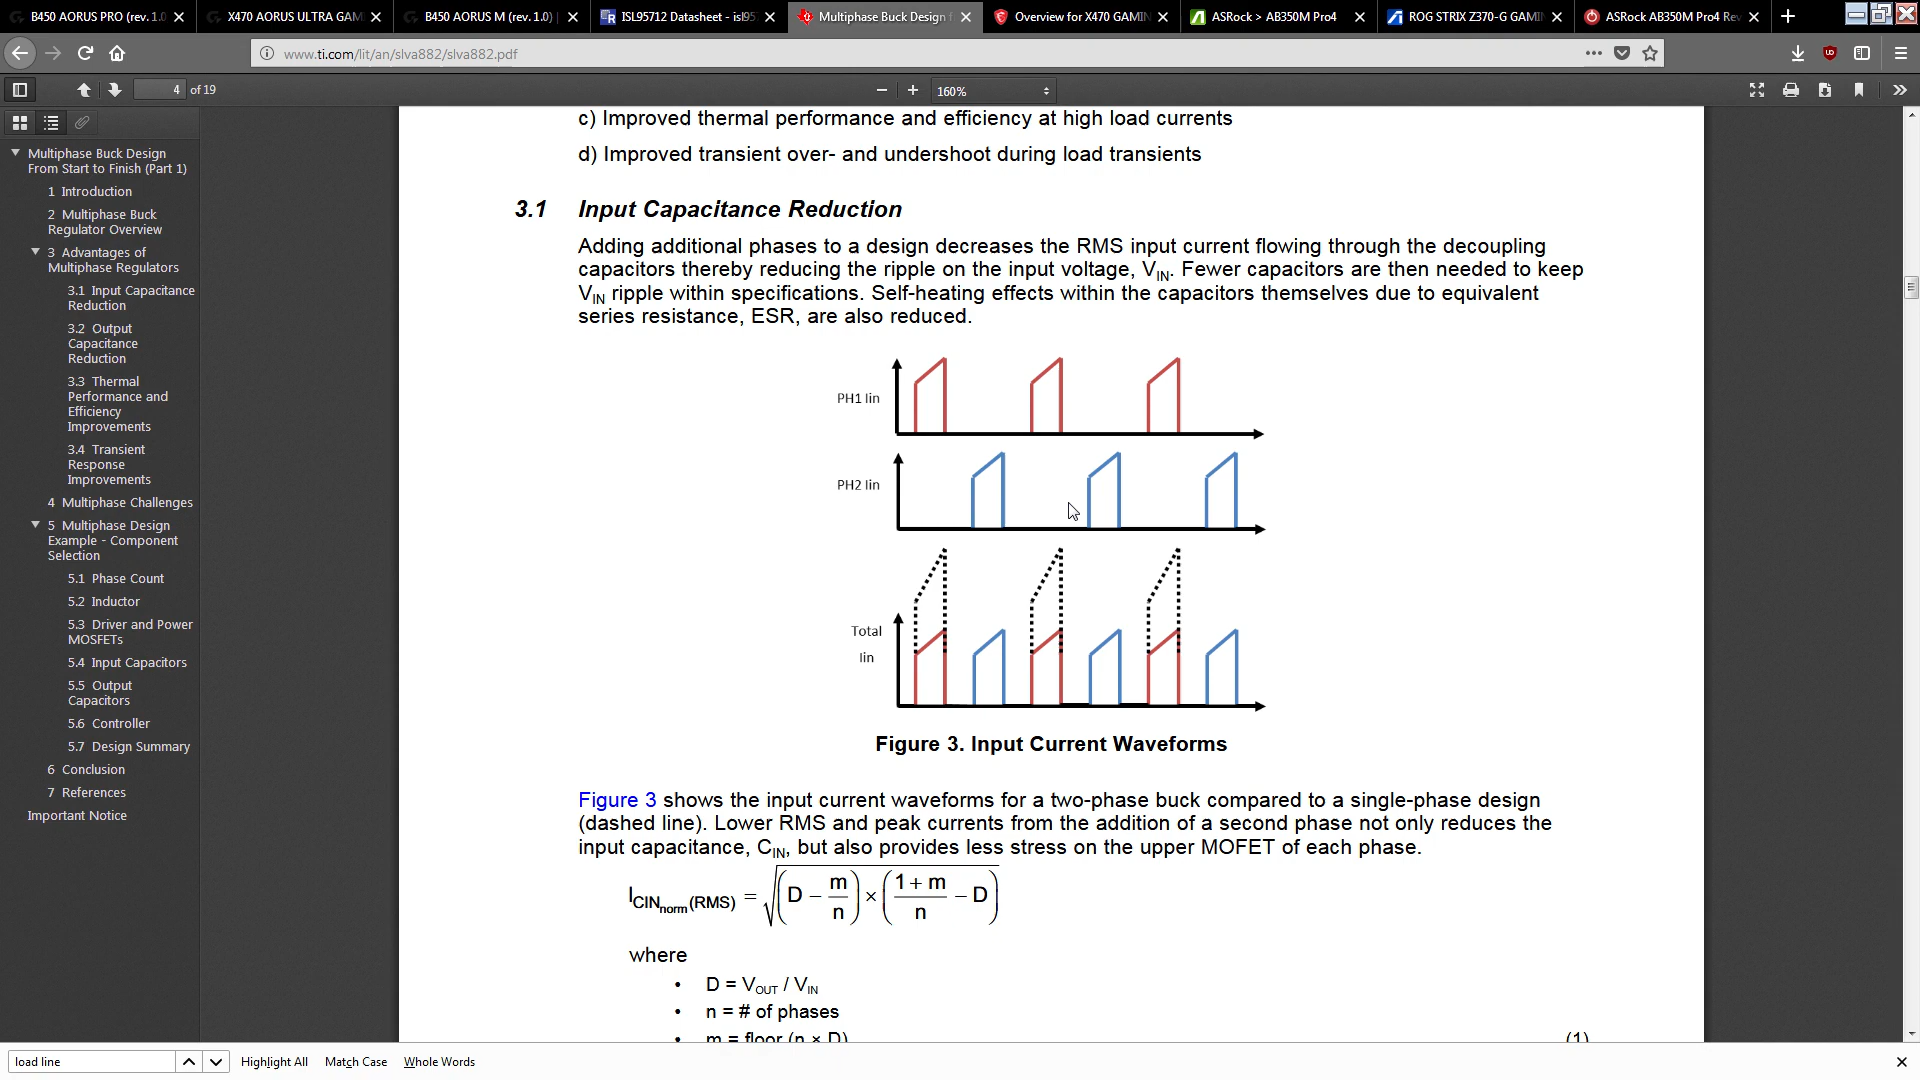 B450 AORUS PRO (rev. 1.0
X470 AORUS ULTRA GAM
B450 AORUS M (rev. 1.0)
ISL95712 Datasheet - isl95
Multiphase Buck Design f
Overview for X470 GAMIN
ASRock > AB350M Pro4
ROG STRIX Z370-G GAMI
ASRock AB350M Pro4 Rev
www.ti.com/lit/an/slva882/slva882.pdf
4 of 19
160%
Multiphase Buck Design
From Start to Finish (Part 1)
1 Introduction
2 Multiphase Buck
Regulator Overview
3 Advantages of
Multiphase Regulators
3.1 Input Capacitance
Reduction
3.2 Output
Capacitance
Reduction
3.3 Thermal
Performance and
Efficiency
Improvements
3.4 Transient
Response
Improvements
4 Multiphase Challenges
5 Multiphase Design
Example - Component
Selection
5.1 Phase Count
5.2 Inductor
5.3 Driver and Power
MOSFETs
5.4 Input Capacitors
5.5 Output
Capacitors
5.6 Controller
5.7 Design Summary
6 Conclusion
7 References
Important Notice
c) Improved thermal performance and efficiency at high load currents
d) Improved transient over- and undershoot during load transients
3.1 Input Capacitance Reduction
Adding additional phases to a design decreases the RMS input current flowing through the decoupling
capacitors thereby reducing the ripple on the input voltage, VIN. Fewer capacitors are then needed to keep
VIN ripple within specifications. Self-heating effects within the capacitors themselves due to equivalent
series resistance, ESR, are also reduced.
PH1 Iin
PH2 Iin
Total
Iin
Figure 3. Input Current Waveforms
Figure 3 shows the input current waveforms for a two-phase buck compared to a single-phase design
(dashed line). Lower RMS and peak currents from the addition of a second phase not only reduces the
input capacitance, CIN, but also provides less stress on the upper MOFET of each phase.
ICINnorm(RMS) = √((D − m/n) × ((1 + m)/n − D))
where
• D = VOUT / VIN
• n = # of phases
• m = floor (n × D) (1)
load line
Highlight All
Match Case
Whole Words